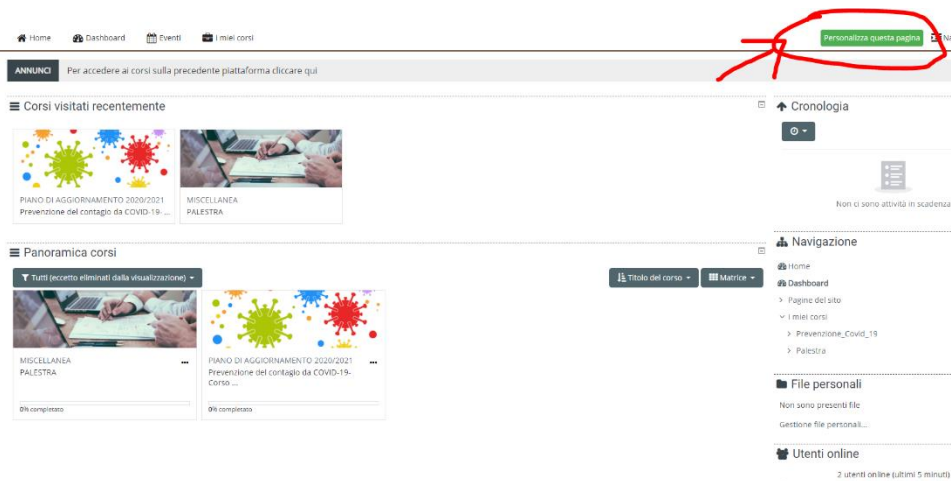 Home Dashboard Eventi I miei corsi Personalizza questa pagina
ANNUNCI Per accedere ai corsi sulla precedente piattaforma cliccare qui
Corsi visitati recentemente
PIANO DI AGGIORNAMENTO 2020/2021
Prevenzione del contagio da COVID-19- ...
MISCELLANEA
PALESTRA
Panoramica corsi
Tutti (eccetto eliminati dalla visualizzazione) Titolo del corso Matrice
MISCELLANEA ...
PALESTRA
0% completato
PIANO DI AGGIORNAMENTO 2020/2021 ...
Prevenzione del contagio da COVID-19-
Corso ...
0% completato
Cronologia
Non ci sono attività in scadenza
Navigazione
Home
Dashboard
Pagine del sito
I miei corsi
Prevenzione_Covid_19
Palestra
File personali
Non sono presenti file
Gestione file personali...
Utenti online
2 utenti online (ultimi 5 minuti)